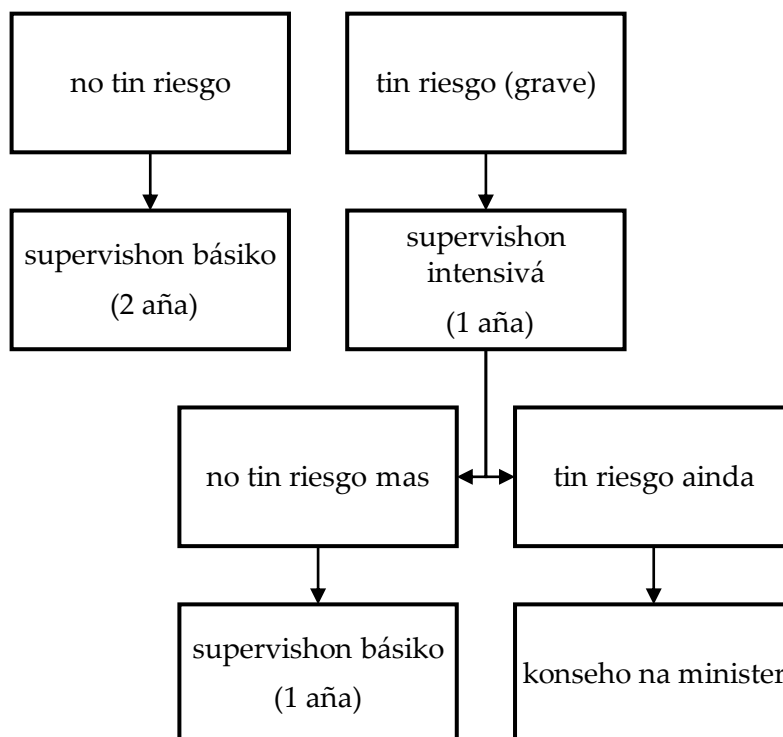 no tin riesgo
tin riesgo (grave)
supervishon básiko
(2 aña)
supervishon
intensivá
(1 aña)
no tin riesgo mas
tin riesgo ainda
supervishon básiko
(1 aña)
konseho na minister